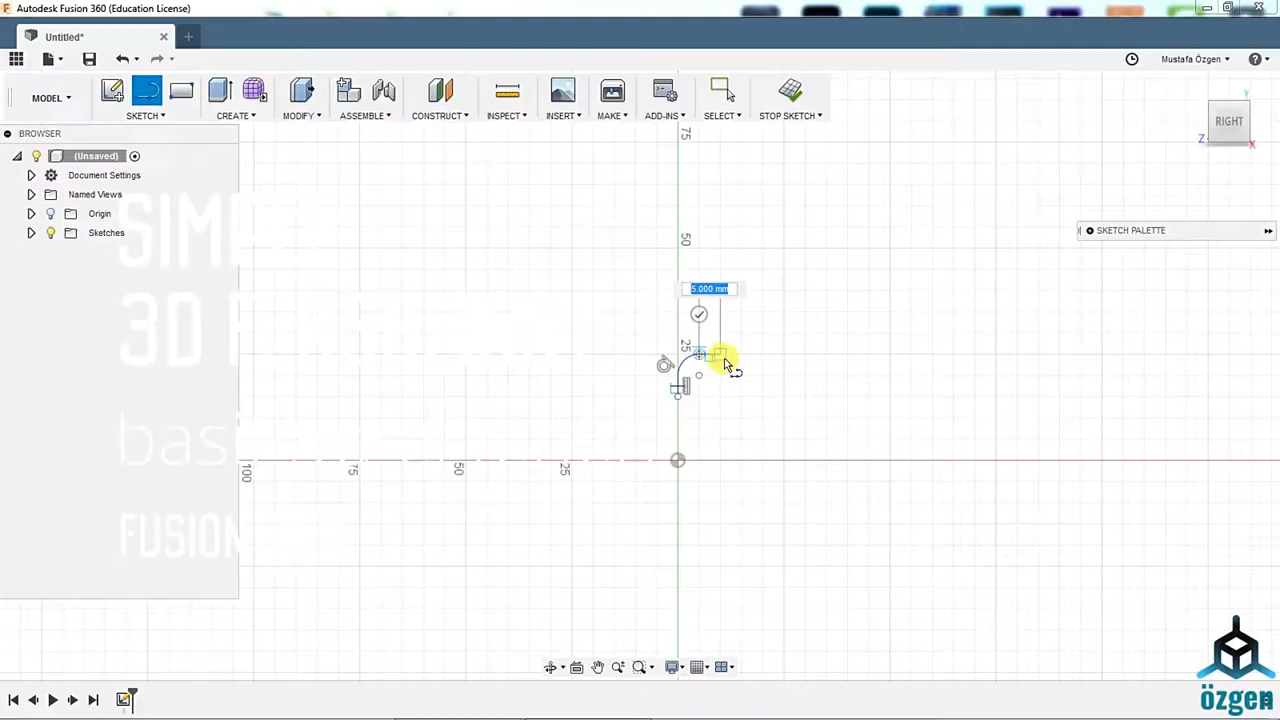 Autodesk Fusion 360 (Education License)
Untitled*
Mustafa Özgen
MODEL
SKETCH
CREATE
MODIFY
ASSEMBLE
CONSTRUCT
INSPECT
INSERT
MAKE
ADD-INS
SELECT
STOP SKETCH
BROWSER
(Unsaved)
Document Settings
Named Views
Origin
Sketches
RIGHT
Y
Z
X
SKETCH PALETTE
75
50
25
5.000 mm
100
75
50
25
3D
FUSION
özgen